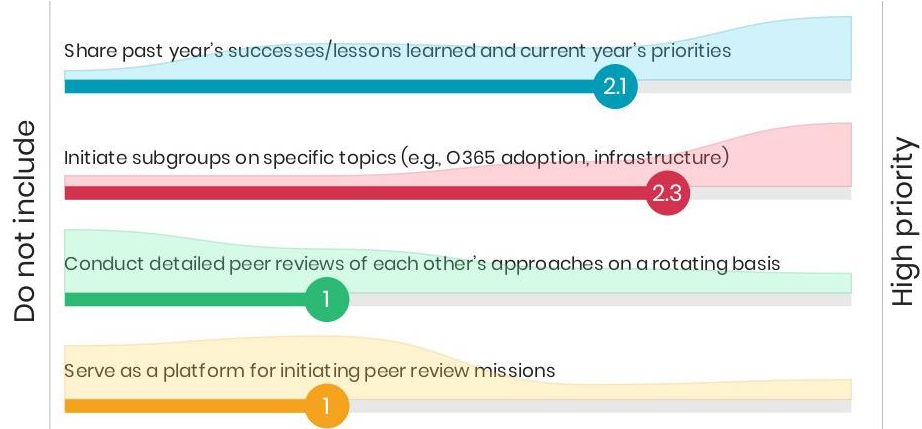 Do not include
Share past year's successes/lessons learned and current year's priorities
2.1
Initiate subgroups on specific topics (e.g., O365 adoption, infrastructure)
2.3
Conduct detailed peer reviews of each other's approaches on a rotating basis
1
Serve as a platform for initiating peer review missions
1
High priority